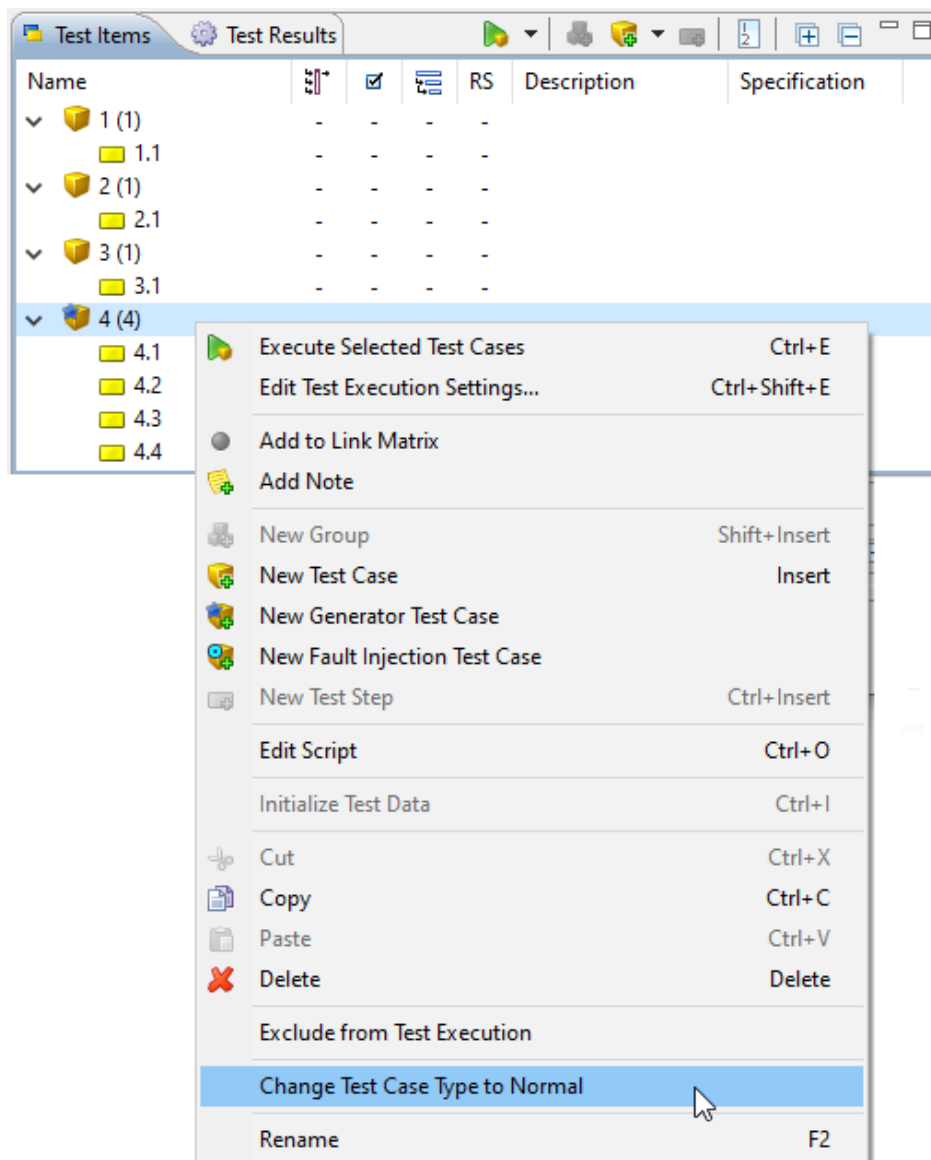 Test Items Test Results
Name RS Description Specification
1 (1) - - - -
1.1 - - - -
2 (1) - - - -
2.1 - - - -
3 (1) - - - -
3.1 - - - -
4 (4)
4.1
4.2
4.3
4.4
Execute Selected Test Cases Ctrl+E
Edit Test Execution Settings... Ctrl+Shift+E
Add to Link Matrix
Add Note
New Group Shift+Insert
New Test Case Insert
New Generator Test Case
New Fault Injection Test Case
New Test Step Ctrl+Insert
Edit Script Ctrl+O
Initialize Test Data Ctrl+I
Cut Ctrl+X
Copy Ctrl+C
Paste Ctrl+V
Delete Delete
Exclude from Test Execution
Change Test Case Type to Normal
Rename F2